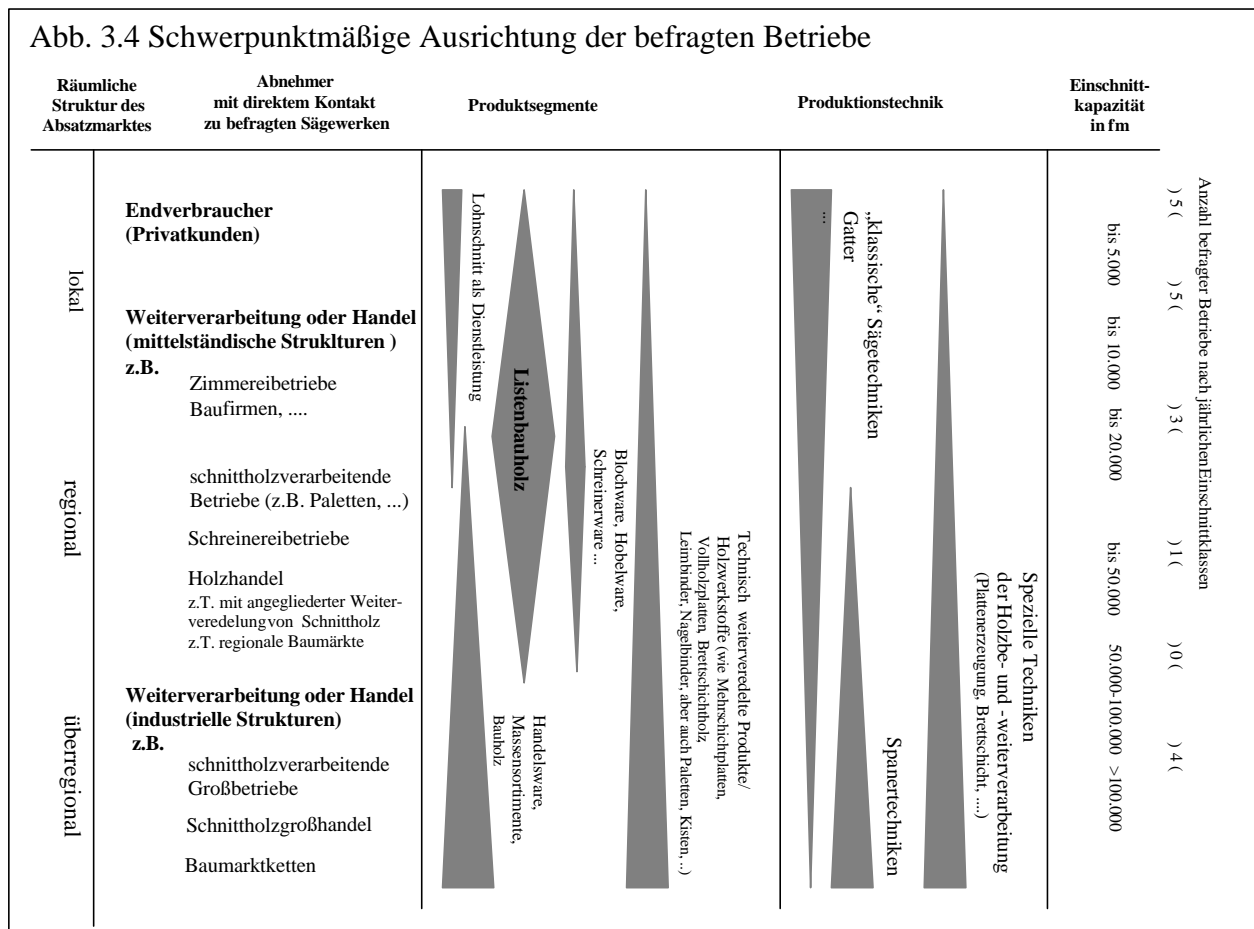 Abb. 3.4 Schwerpunktmäßige Ausrichtung der befragten Betriebe
Räumliche
Struktur des
Absatzmarktes
Abnehmer
mit direktem Kontakt
zu befragten Sägewerken
Produktsegmente
Produktionstechnik
Einschnitt-
kapazität
in fm
lokal
regional
überregional
Endverbraucher
(Privatkunden)
Weiterverarbeitung oder Handel
(mittelständische Struklturen )
z.B.
Zimmereibetriebe
Baufirmen, ....
schnittholzverarbeitende
Betriebe (z.B. Paletten, ...)
Schreinereibetriebe
Holzhandel
z.T. mit angegliederter Weiter-
veredelung von Schnittholz
z.T. regionale Baumärkte
Weiterverarbeitung oder Handel
(industrielle Strukturen)
z.B.
schnittholzverarbeitende
Großbetriebe
Schnittholzgroßhandel
Baumarktketten
Lohnschnitt als Dienstleistung
Listenbauholz
Blochware, Hobelware,
Schreinerware ...
Handelsware,
Massensortimente,
Bauholz
Technisch weiterveredelte Produkte/
Holzwerkstoffe (wie Mehrschichtplatten,
Vollholzplatten, Brettschichtholz,
Leimbinder, Nagelbinder, aber auch Paletten, Kisten, ..)
„klassische“ Sägetechniken
Gatter
...
Spanertechniken
Spezielle Techniken
der Holzbe- und -weiterverarbeitung
(Plattenerzeugung, Brettschicht, ....)
bis 5.000
bis 10.000
bis 20.000
bis 50.000
50.000-100.000
>100.000
Anzahl befragter Betriebe nach jährlichen Einschnittklassen
) 5 (
) 5 (
) 3 (
) 1 (
) 0 (
) 4 (